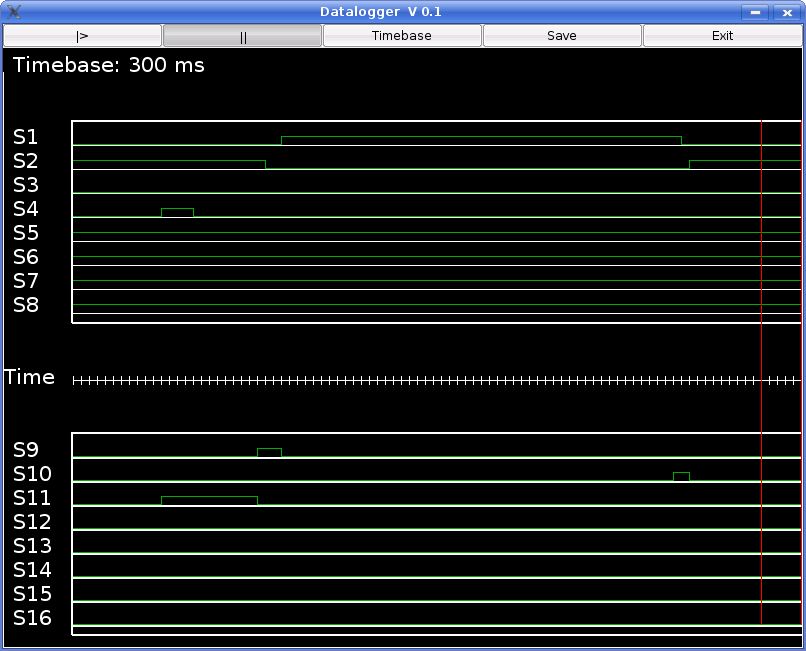 Datalogger V 0.1
|> || Timebase Save Exit
Timebase: 300 ms
S1
S2
S3
S4
S5
S6
S7
S8
Time
S9
S10
S11
S12
S13
S14
S15
S16